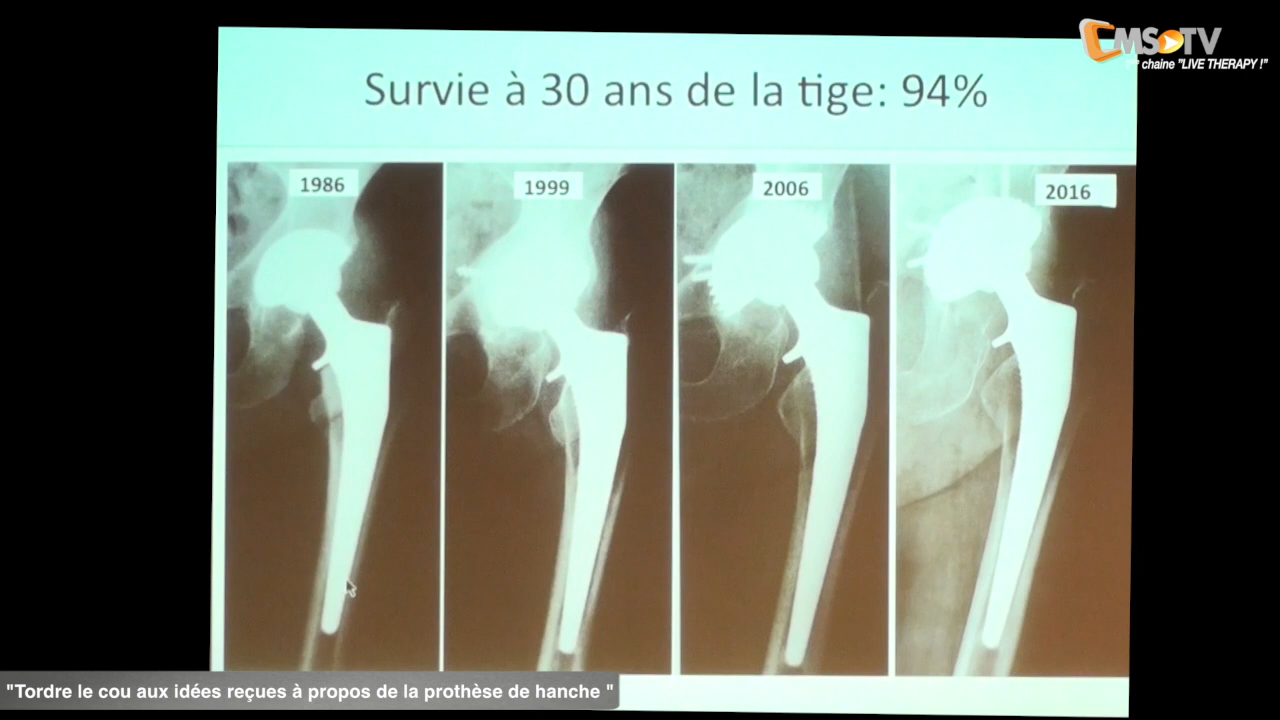 CMS TV
chaine "LIVE THERAPY !"
Survie à 30 ans de la tige: 94%
1986
1999
2006
2016
"Tordre le cou aux idées reçues à propos de la prothèse de hanche "